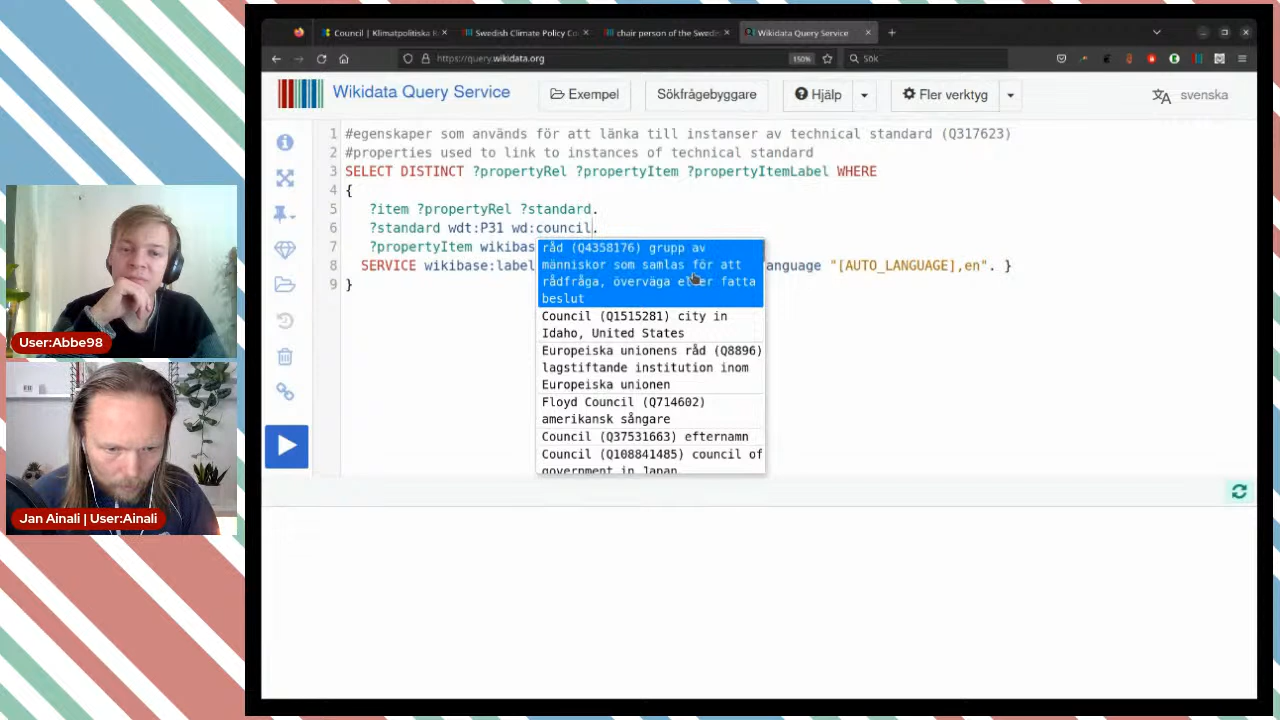 Council | Klimatpolitiska
Swedish Climate Policy Co
chair person of the Swedis
Wikidata Query Service
https://query.wikidata.org
150%
Sök
Wikidata Query Service
Exempel
Sökfrågebyggare
Hjälp
Fler verktyg
svenska
1 #egenskaper som används för att länka till instanser av technical standard (Q317623)
2 #properties used to link to instances of technical standard
3 SELECT DISTINCT ?propertyRel ?propertyItem ?propertyItemLabel WHERE
4 {
5 ?item ?propertyRel ?standard.
6 ?standard wdt:P31 wd:council.
7 ?propertyItem wikibas
8 SERVICE wikibase:label anguage "[AUTO_LANGUAGE],en". }
9 }
råd (Q4358176) grupp av
människor som samlas för att
rådfråga, överväga eller fatta
beslut
Council (Q1515281) city in
Idaho, United States
Europeiska unionens råd (Q8896)
lagstiftande institution inom
Europeiska unionen
Floyd Council (Q714602)
amerikansk sångare
Council (Q37531663) efternamn
Council (Q108841485) council of
government in Japan
User:Abbe98
Jan Ainali | User:Ainali